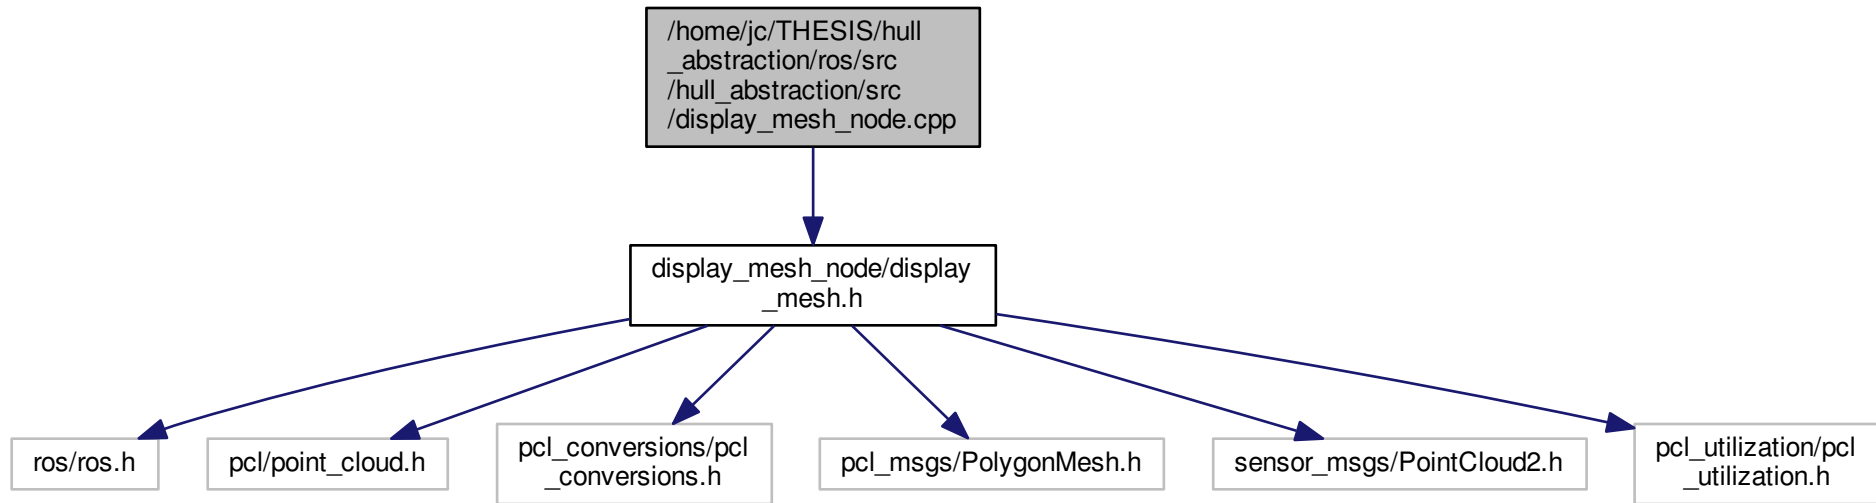 /home/jc/THESIS/hull
_abstraction/ros/src
/hull_abstraction/src
/display_mesh_node.cpp
display_mesh_node/display
_mesh.h
ros/ros.h
pcl/point_cloud.h
pcl_conversions/pcl
_conversions.h
pcl_msgs/PolygonMesh.h
sensor_msgs/PointCloud2.h
pcl_utilization/pcl
_utilization.h